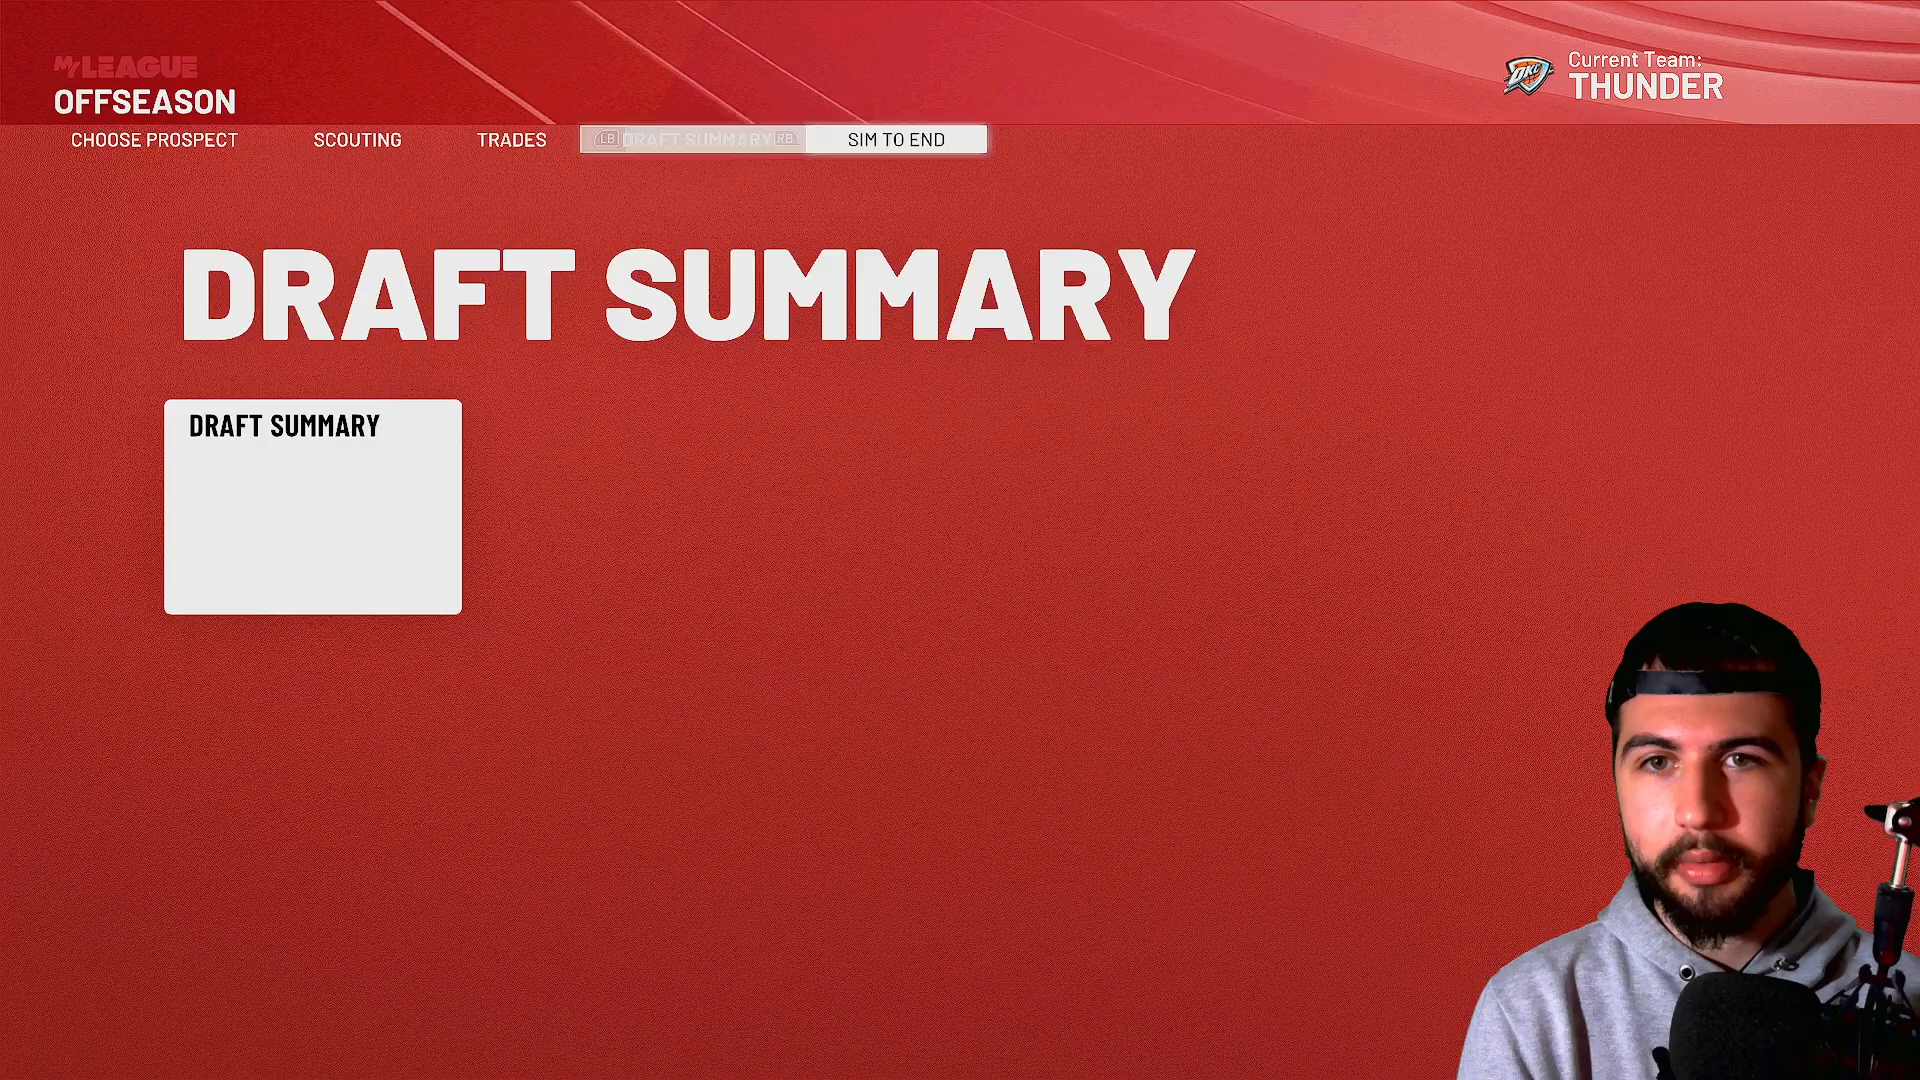 MyLEAGUE
OFFSEASON
OKC
Current Team:
THUNDER
CHOOSE PROSPECT
SCOUTING
TRADES
LB DRAFT SUMMARY RB
SIM TO END
DRAFT SUMMARY
DRAFT SUMMARY